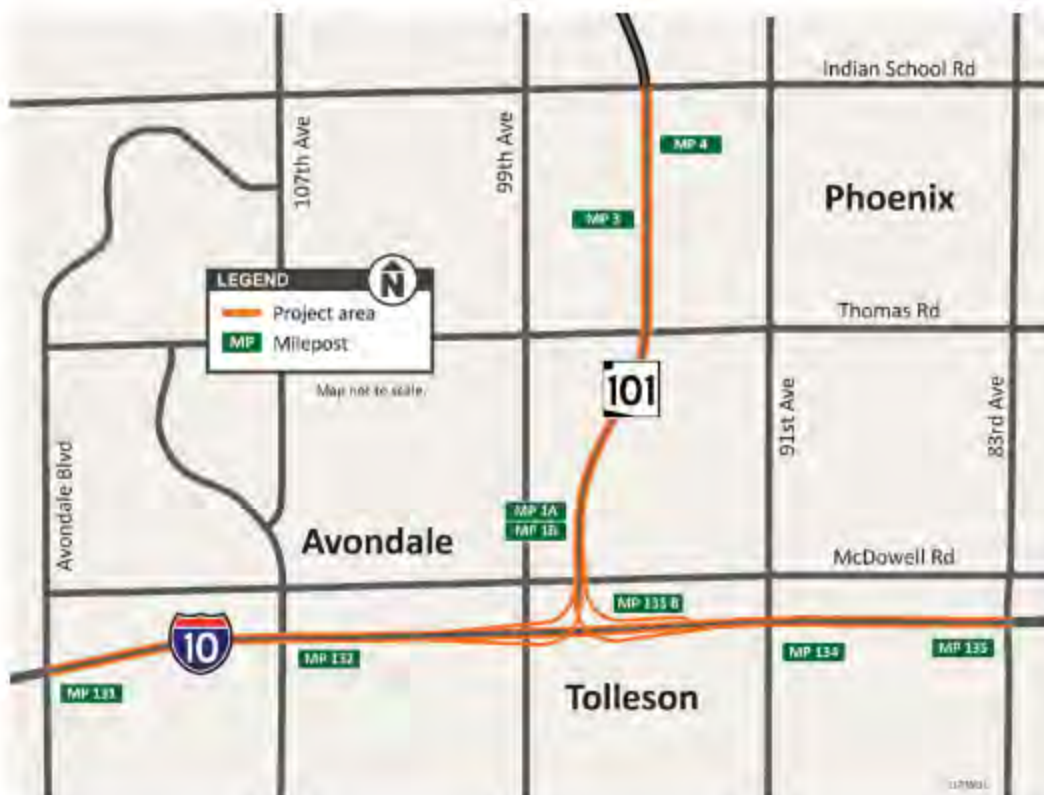 Indian School Rd
107th Ave
99th Ave
MP 4
Phoenix
MP 3
LEGEND
N
Project area
MP Milepost
Map not to scale.
Thomas Rd
101
91st Ave
83rd Ave
Avondale Blvd
MP 1A
MP 1B
Avondale
McDowell Rd
MP 133 B
10
MP 132
MP 134
MP 135
MP 131
Tolleson